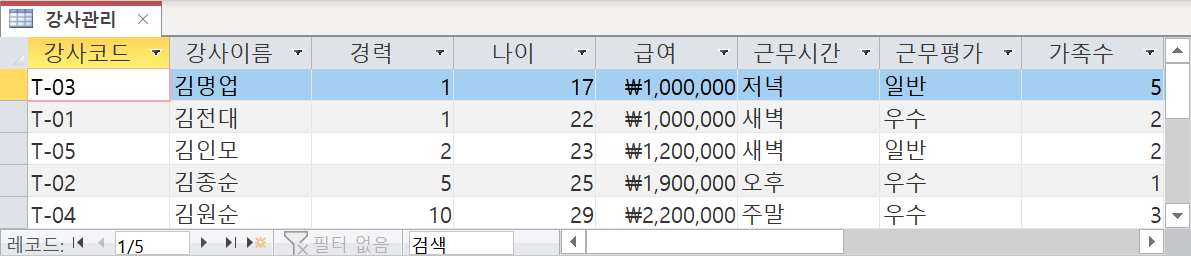 강사관리
강사코드 강사이름 경력 나이 급여 근무시간 근무평가 가족수
T-03 김명업 1 17 ₩1,000,000 저녁 일반 5
T-01 김전대 1 22 ₩1,000,000 새벽 우수 2
T-05 김인모 2 23 ₩1,200,000 새벽 일반 2
T-02 김종순 5 25 ₩1,900,000 오후 우수 1
T-04 김원순 10 29 ₩2,200,000 주말 우수 3
레코드: 1/5 필터 없음 검색